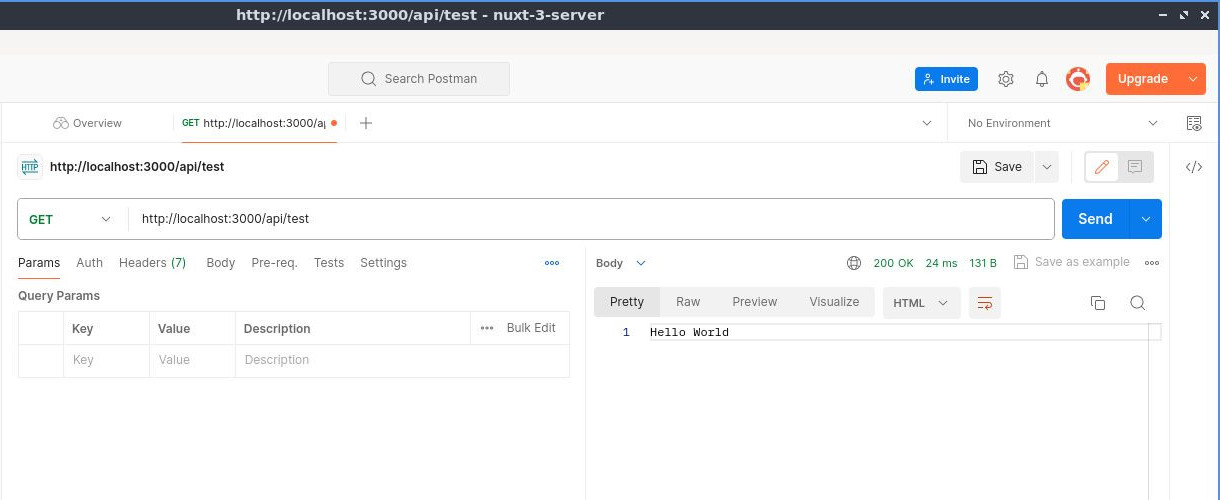 http://localhost:3000/api/test - nuxt-3-server
Search Postman
Invite
Upgrade
Overview
GET http://localhost:3000/ap
No Environment
HTTP http://localhost:3000/api/test
Save
GET
http://localhost:3000/api/test
Send
Params Auth Headers (7) Body Pre-req. Tests Settings
Query Params
Key Value Description Bulk Edit
Key Value Description
Body 200 OK 24 ms 131 B Save as example
Pretty Raw Preview Visualize HTML
1 Hello World